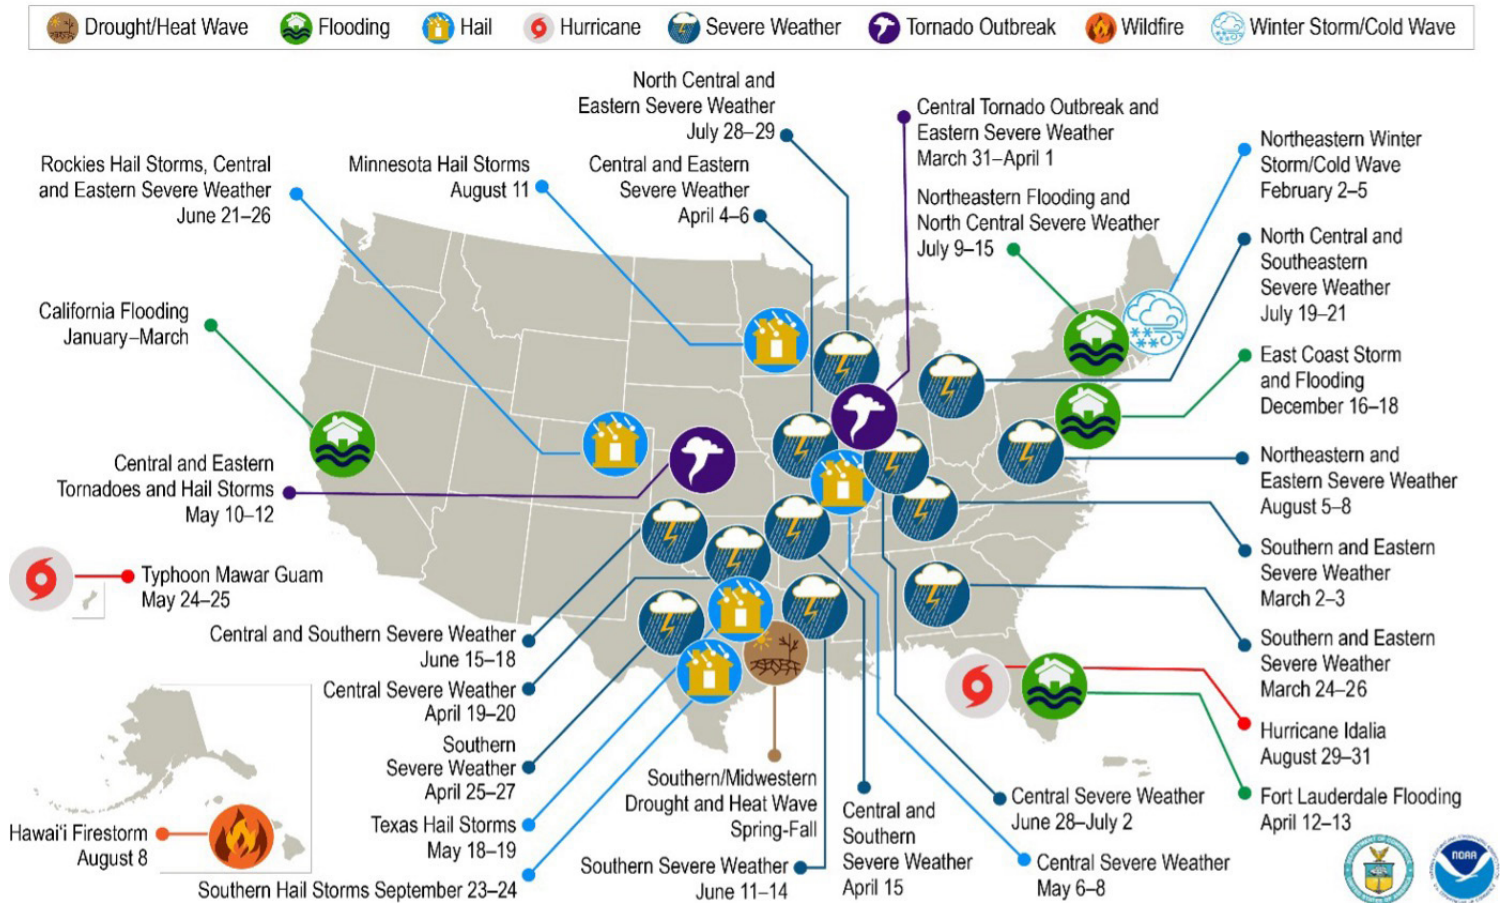 Drought/Heat Wave
Flooding
Hail
Hurricane
Severe Weather
Tornado Outbreak
Wildfire
Winter Storm/Cold Wave
North Central and
Eastern Severe Weather
July 28–29
Central Tornado Outbreak and
Eastern Severe Weather
March 31–April 1
Northeastern Winter
Storm/Cold Wave
February 2–5
Rockies Hail Storms, Central
and Eastern Severe Weather
June 21–26
Minnesota Hail Storms
August 11
Central and Eastern
Severe Weather
April 4–6
Northeastern Flooding and
North Central Severe Weather
July 9–15
North Central and
Southeastern
Severe Weather
July 19–21
California Flooding
January–March
East Coast Storm
and Flooding
December 16–18
Central and Eastern
Tornadoes and Hail Storms
May 10–12
Northeastern and
Eastern Severe Weather
August 5–8
Southern and Eastern
Severe Weather
March 2–3
Typhoon Mawar Guam
May 24–25
Central and Southern Severe Weather
June 15–18
Southern and Eastern
Severe Weather
March 24–26
Central Severe Weather
April 19–20
Hurricane Idalia
August 29–31
Southern
Severe Weather
April 25–27
Southern/Midwestern
Drought and Heat Wave
Spring-Fall
Central and
Southern
Severe Weather
April 15
Central Severe Weather
June 28–July 2
Fort Lauderdale Flooding
April 12–13
Hawai'i Firestorm
August 8
Texas Hail Storms
May 18–19
Southern Severe Weather
June 11–14
Central Severe Weather
May 6–8
Southern Hail Storms September 23–24
NOAA